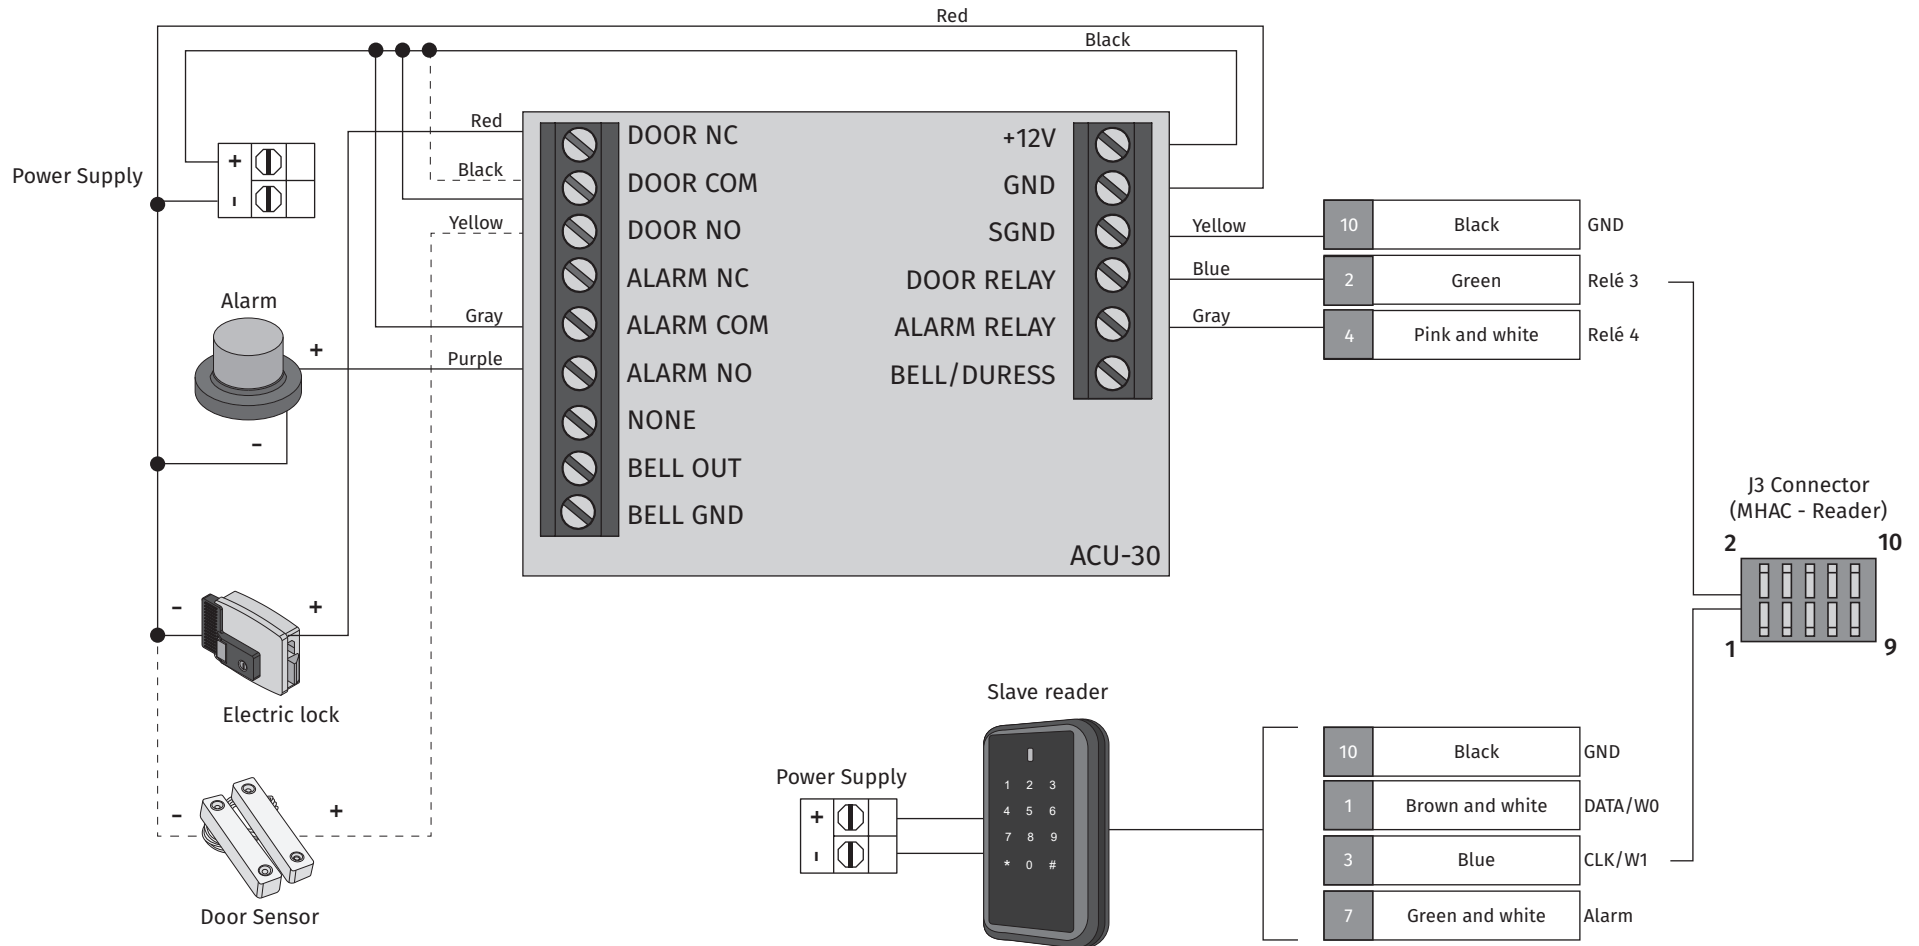 Red
Black
Red
DOOR NC
+12V
Power Supply
+
-
Black
DOOR COM
GND
Yellow
DOOR NO
SGND
Yellow
10
Black
GND
ALARM NC
DOOR RELAY
Blue
2
Green
Relé 3
Alarm
+
-
Gray
ALARM COM
ALARM RELAY
Gray
4
Pink and white
Relé 4
Purple
ALARM NO
BELL/DURESS
NONE
BELL OUT
BELL GND
ACU-30
J3 Connector
(MHAC - Reader)
2
10
1
9
-
+
Electric lock
-
+
Door Sensor
Slave reader
Power Supply
+
-
1 2 3
4 5 6
7 8 9
* 0 #
10
Black
GND
1
Brown and white
DATA/W0
3
Blue
CLK/W1
7
Green and white
Alarm